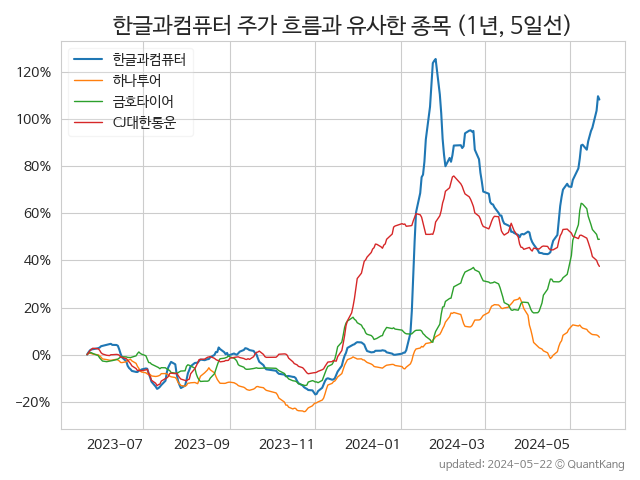 한글과컴퓨터 주가 흐름과 유사한 종목 (1년, 5일선)
한글과컴퓨터
하나투어
금호타이어
CJ대한통운
120%
100%
80%
60%
40%
20%
0%
−20%
2023−07
2023−09
2023−11
2024−01
2024−03
2024−05
updated: 2024-05-22 © QuantKang